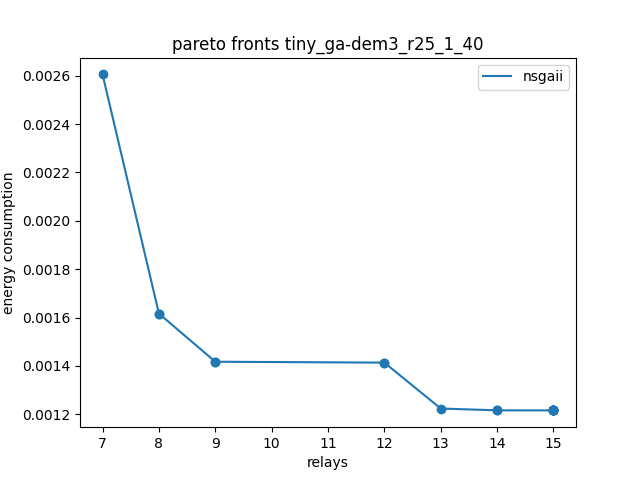 pareto fronts tiny_ga-dem3_r25_1_40
nsgaii
energy consumption
0.0026
0.0024
0.0022
0.0020
0.0018
0.0016
0.0014
0.0012
7 8 9 10 11 12 13 14 15
relays